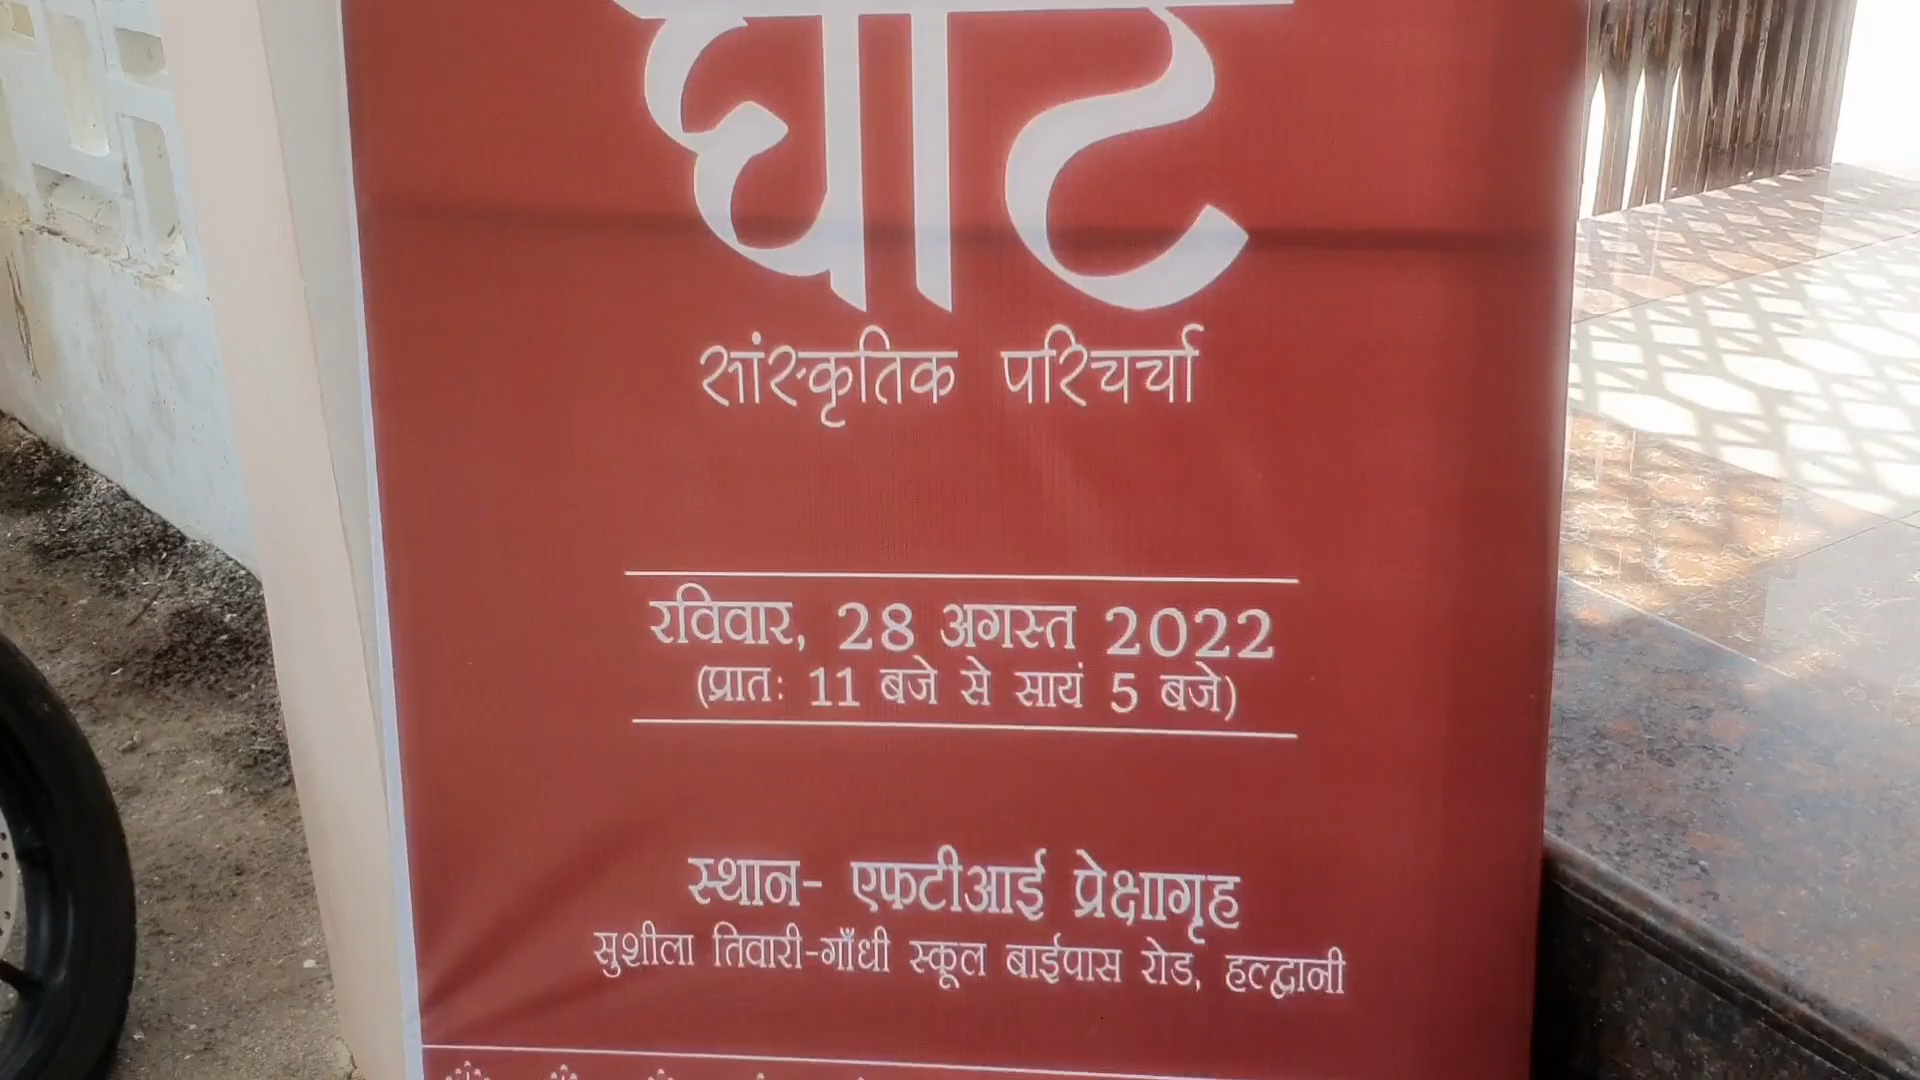 घाट
सांस्कृतिक परिचर्चा
रविवार, 28 अगस्त 2022
(प्रातः 11 बजे से सायं 5 बजे)
स्थान- एफटीआई प्रेक्षागृह
सुशीला तिवारी-गाँधी स्कूल बाईपास रोड, हल्द्वानी